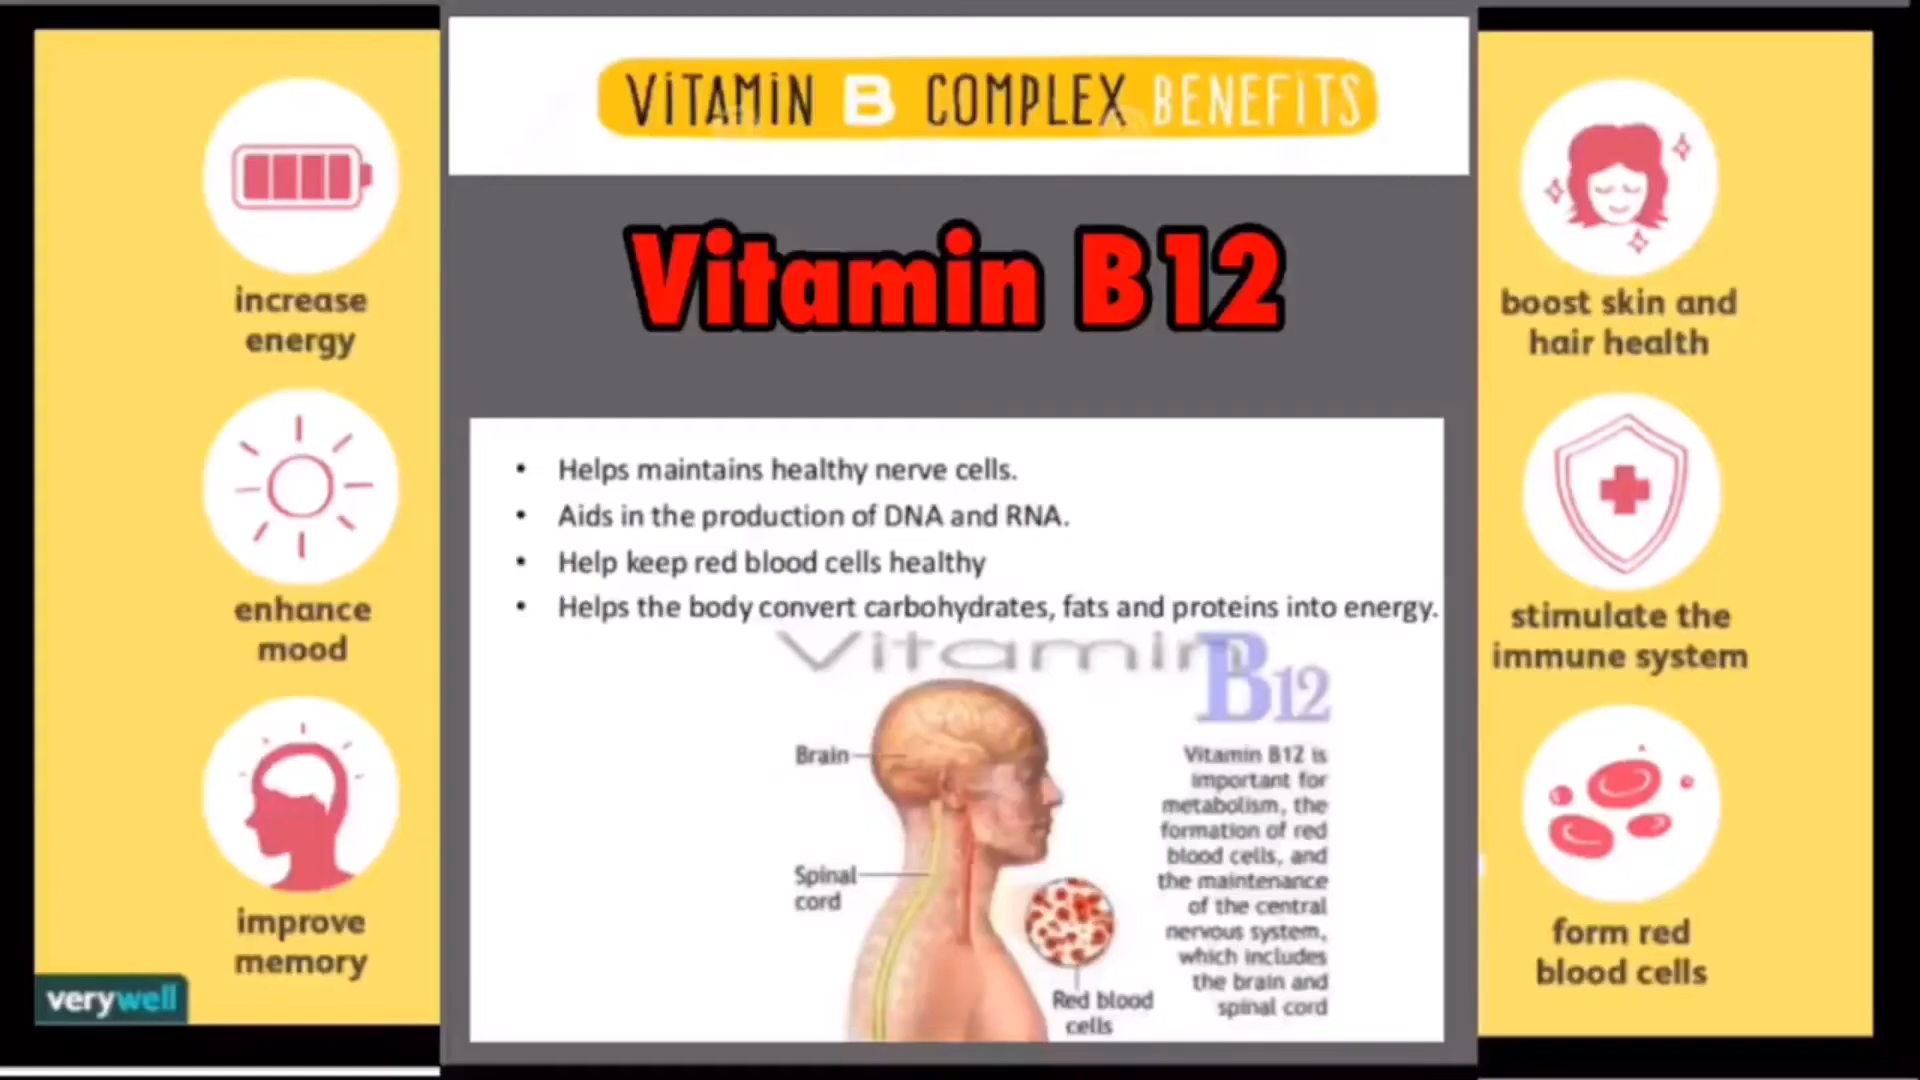 VITAMIN B COMPLEX BENEFITS
Vitamin B12
increase
energy
enhance
mood
improve
memory
verywell
• Helps maintains healthy nerve cells.
• Aids in the production of DNA and RNA.
• Help keep red blood cells healthy
• Helps the body convert carbohydrates, fats and proteins into energy.
Vitamin B12
Brain
Spinal
cord
Red blood
cells
Vitamin B12 is
important for
metabolism, the
formation of red
blood cells, and
the maintenance
of the central
nervous system,
which includes
the brain and
spinal cord
boost skin and
hair health
stimulate the
immune system
form red
blood cells